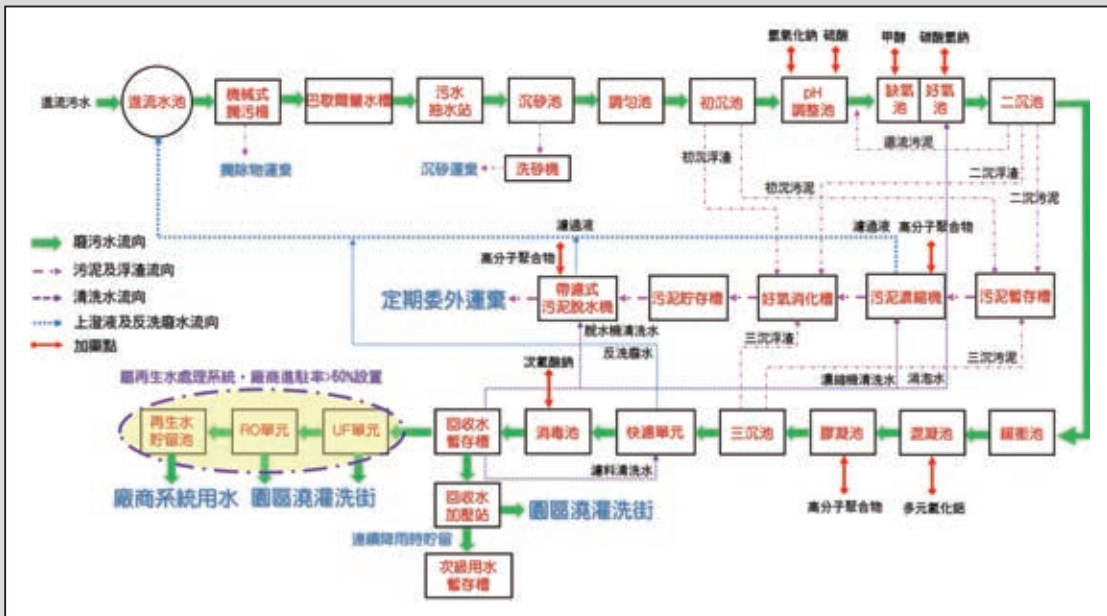 氫氧化鈉
硫酸
甲醇
碳酸氫鈉
進流污水
進流水池
機械式
攔污柵
巴歇爾量水槽
污水
抽水站
沉砂池
調勻池
初沉池
pH
調整池
缺氧
池
好氧
池
二沉池
攔除物運棄
沉砂運棄
洗砂機
初沉浮渣
迴流污泥
初沉污泥
二沉浮渣
二沉污泥
廢污水流向
污泥及浮渣流向
清洗水流向
上澄液及反洗廢水流向
加藥點
濾過液
濾過液
高分子聚合物
高分子聚合物
定期委外運棄
帶濾式
污泥脫水機
污泥貯存槽
好氧消化槽
污泥濃縮機
污泥暫存槽
脫水機清洗水
三沉浮渣
三沉污泥
次氯酸鈉
反洗廢水
濃縮機清洗水
消泡水
屬再生水處理系統，廠商進駐率>60%設置
再生水
貯留池
RO單元
UF單元
回收水
暫存槽
消毒池
快濾單元
三沉池
膠凝池
混凝池
緩衝池
濾料清洗水
廠商系統用水
園區澆灌洗街
回收水
加壓站
園區澆灌洗街
高分子聚合物
多元氯化鋁
連續降雨時貯留
次級用水
暫存槽